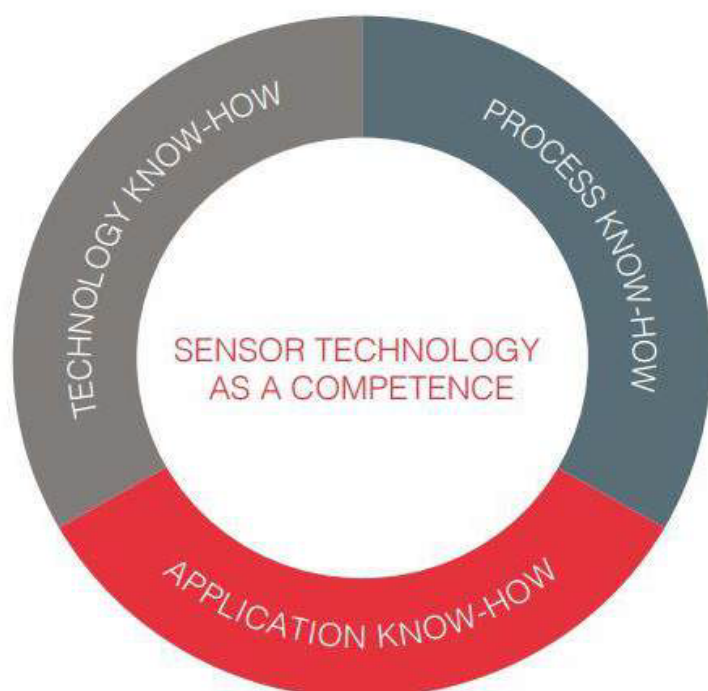 TECHNOLOGY KNOW-HOW
PROCESS KNOW-HOW
SENSOR TECHNOLOGY
AS A COMPETENCE
APPLICATION KNOW-HOW